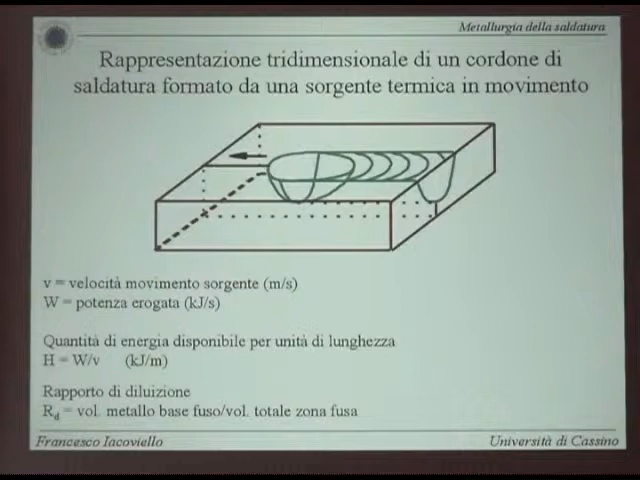 Metallurgia della saldatura
Rappresentazione tridimensionale di un cordone di
saldatura formato da una sorgente termica in movimento
v = velocità movimento sorgente (m/s)
W = potenza erogata (kJ/s)
Quantità di energia disponibile per unità di lunghezza
H = W/v (kJ/m)
Rapporto di diluizione
Rd = vol. metallo base fuso/vol. totale zona fusa
Francesco Iacoviello Università di Cassino